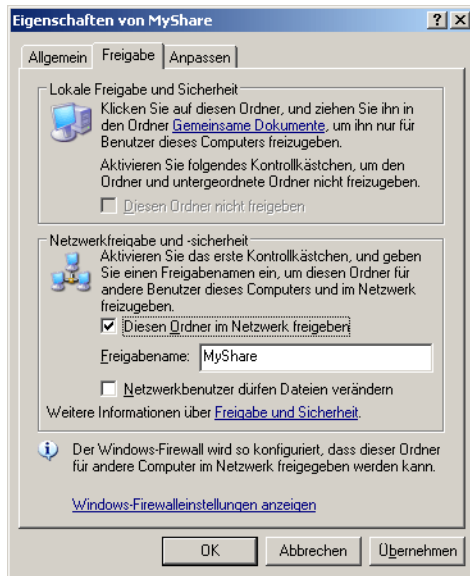 Eigenschaften von MyShare
Allgemein Freigabe Anpassen
Lokale Freigabe und Sicherheit
Klicken Sie auf diesen Ordner, und ziehen Sie ihn in
den Ordner Gemeinsame Dokumente, um ihn nur für
Benutzer dieses Computers freizugeben.
Aktivieren Sie folgendes Kontrollkästchen, um den
Ordner und untergeordnete Ordner nicht freizugeben.
Diesen Ordner nicht freigeben
Netzwerkfreigabe und -sicherheit
Aktivieren Sie das erste Kontrollkästchen, und geben
Sie einen Freigabenamen ein, um diesen Ordner für
andere Benutzer dieses Computers und im Netzwerk
freizugeben.
Diesen Ordner im Netzwerk freigeben
Freigabename: MyShare
Netzwerkbenutzer dürfen Dateien verändern
Weitere Informationen über Freigabe und Sicherheit.
Der Windows-Firewall wird so konfiguriert, dass dieser Ordner
für andere Computer im Netzwerk freigegeben werden kann.
Windows-Firewalleinstellungen anzeigen
OK Abbrechen Übernehmen